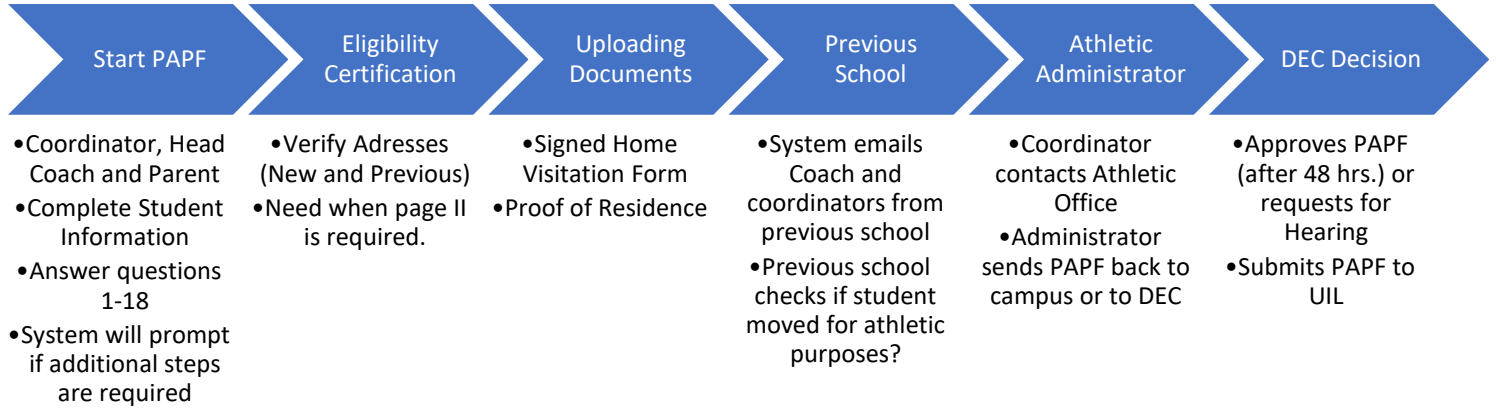 Start PAPF
Eligibility
Certification
Uploading
Documents
Previous
School
Athletic
Administrator
DEC Decision
•Coordinator, Head
Coach and Parent
•Complete Student
Information
•Answer questions
1-18
•System will prompt
if additional steps
are required
•Verify Adresses
(New and Previous)
•Need when page II
is required.
•Signed Home
Visitation Form
•Proof of Residence
•System emails
Coach and
coordinators from
previous school
•Previous school
checks if student
moved for athletic
purposes?
•Coordinator
contacts Athletic
Office
•Administrator
sends PAPF back to
campus or to DEC
•Approves PAPF
(after 48 hrs.) or
requests for
Hearing
•Submits PAPF to
UIL